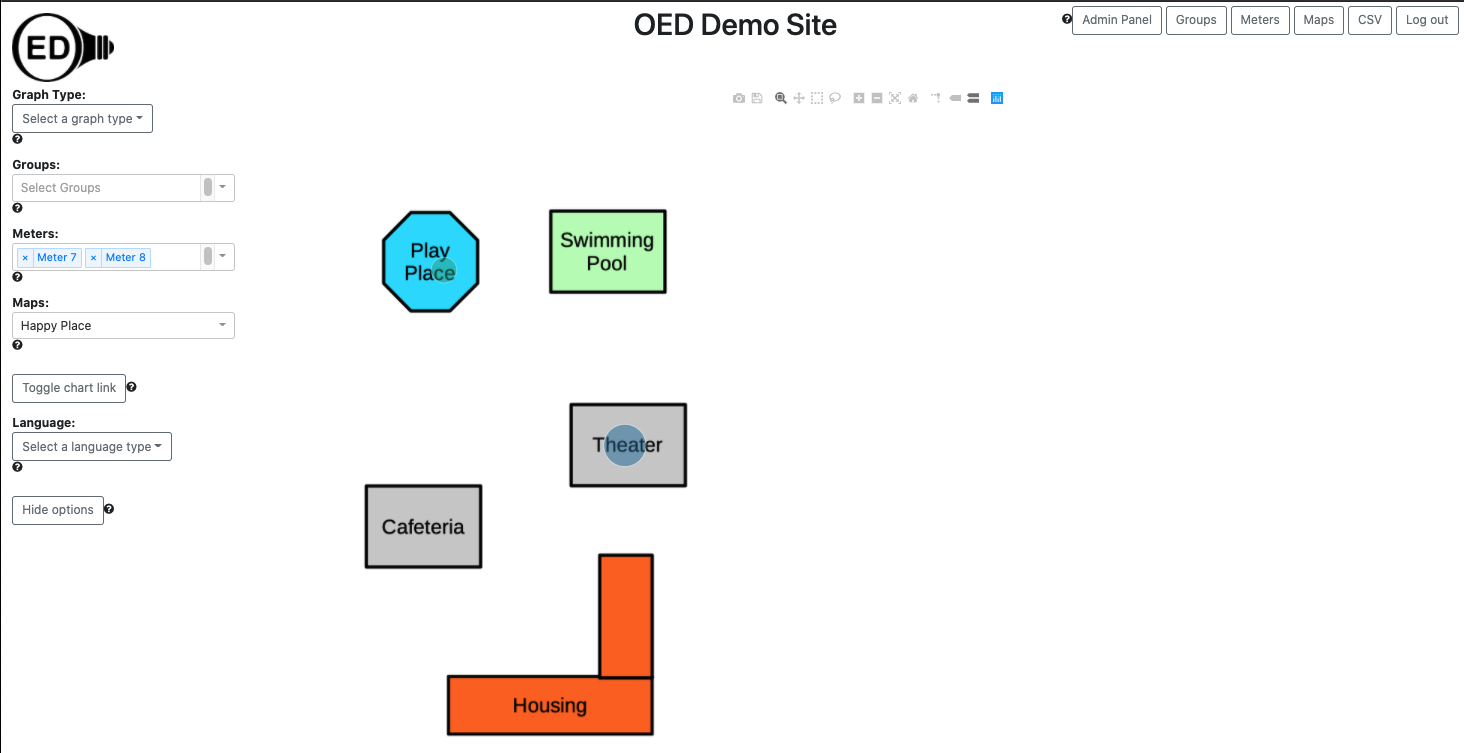 OED Demo Site
ED
? Admin Panel Groups Meters Maps CSV Log out
Graph Type:
Select a graph type
?
Groups:
Select Groups
?
Meters:
× Meter 7 × Meter 8
?
Maps:
Happy Place
?
Toggle chart link ?
Language:
Select a language type
?
Hide options ?
Play
Place
Swimming
Pool
Theater
Cafeteria
Housing